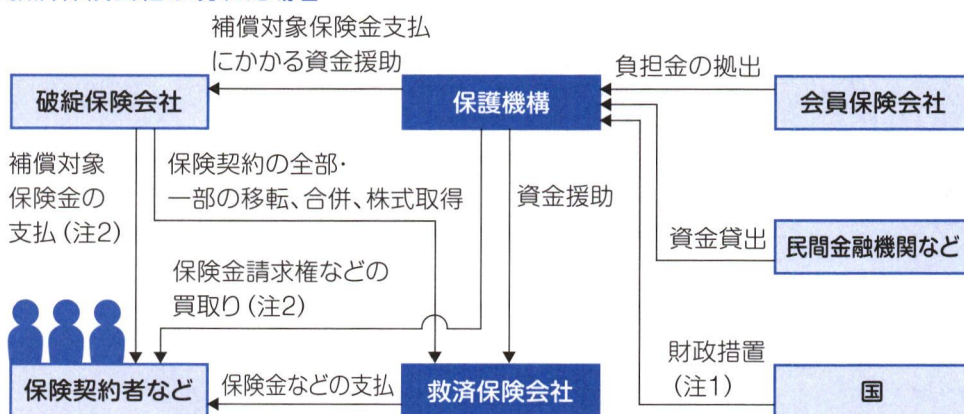 補償対象保険金支払
にかかる資金援助
負担金の拠出
破綻保険会社
保護機構
会員保険会社
補償対象
保険金の
支払(注2)
保険契約の全部・
一部の移転、合併、株式取得
資金援助
資金貸出
民間金融機関など
保険金請求権などの
買取り(注2)
財政措置
(注1)
保険契約者など
保険金などの支払
救済保険会社
国